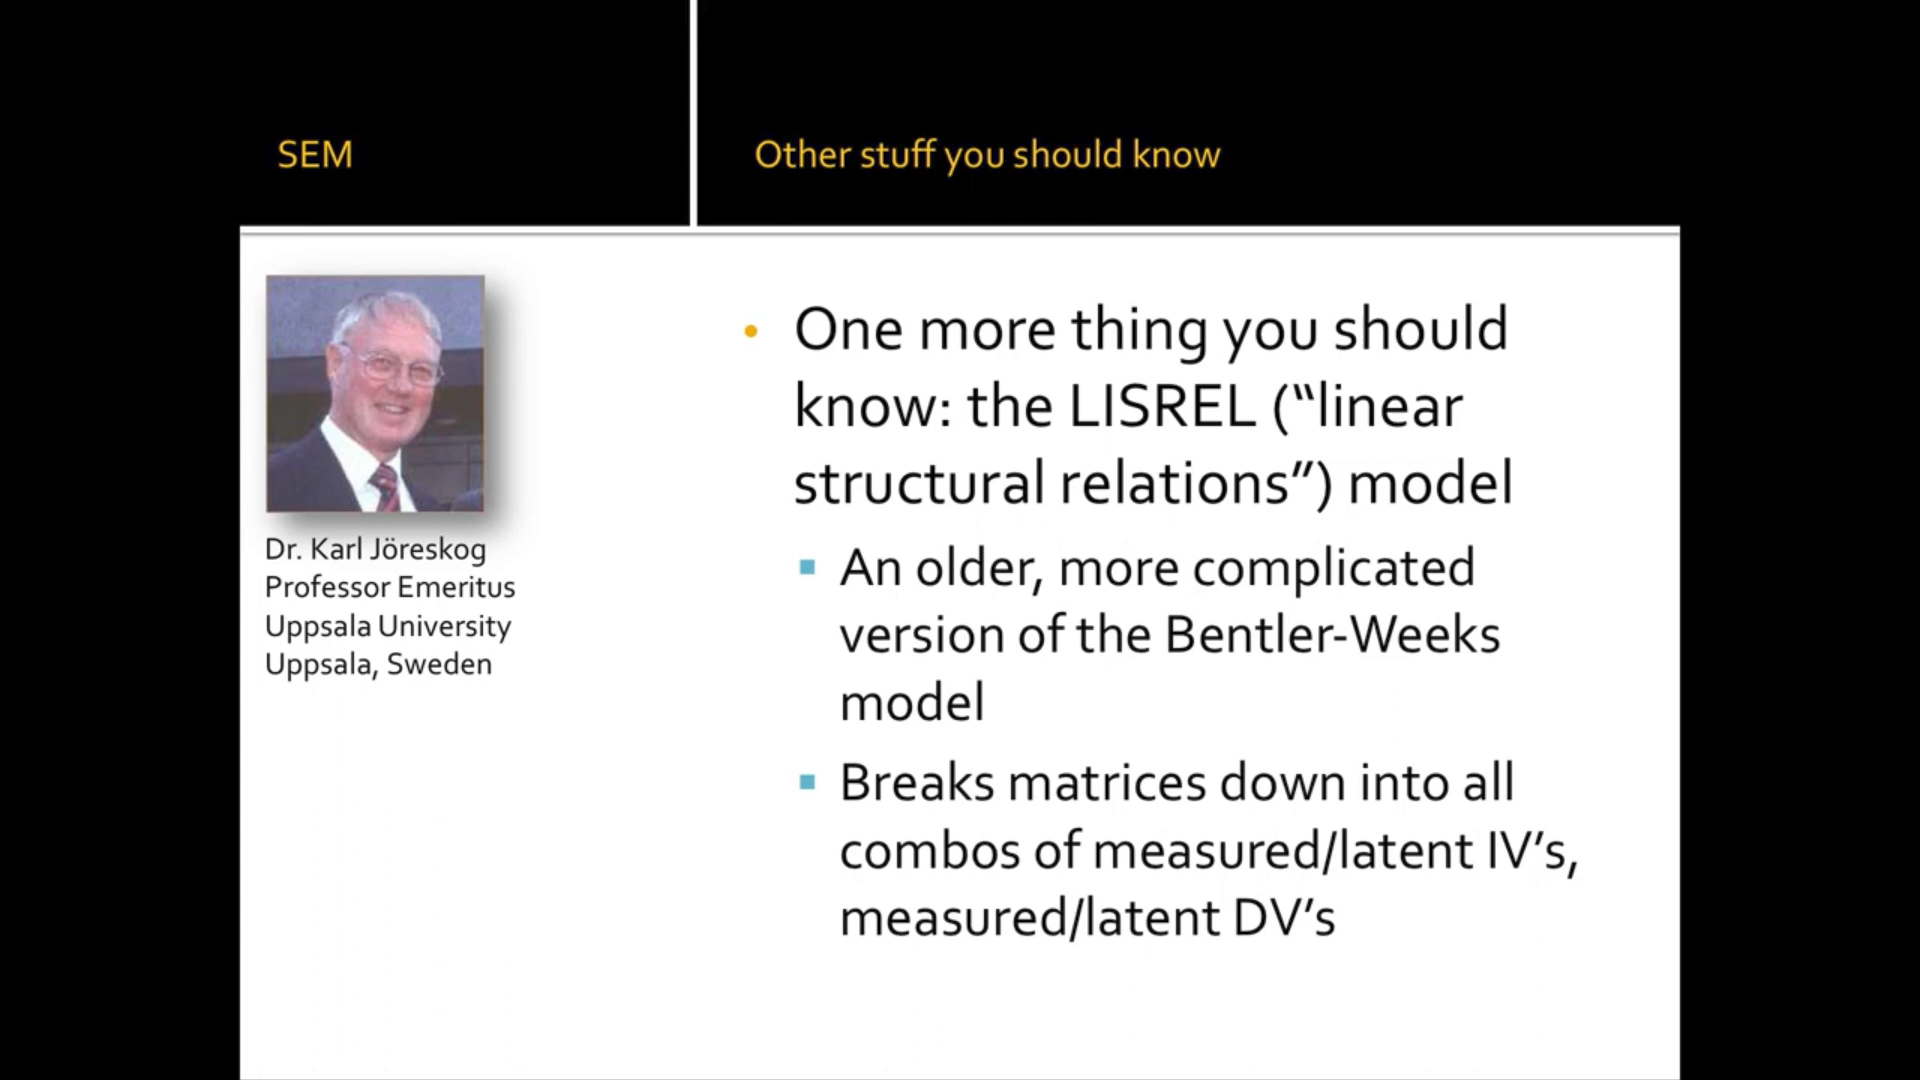 SEM
Other stuff you should know
Dr. Karl Jöreskog
Professor Emeritus
Uppsala University
Uppsala, Sweden
• One more thing you should
know: the LISREL (“linear
structural relations”) model
▪ An older, more complicated
version of the Bentler-Weeks
model
▪ Breaks matrices down into all
combos of measured/latent IV’s,
measured/latent DV’s